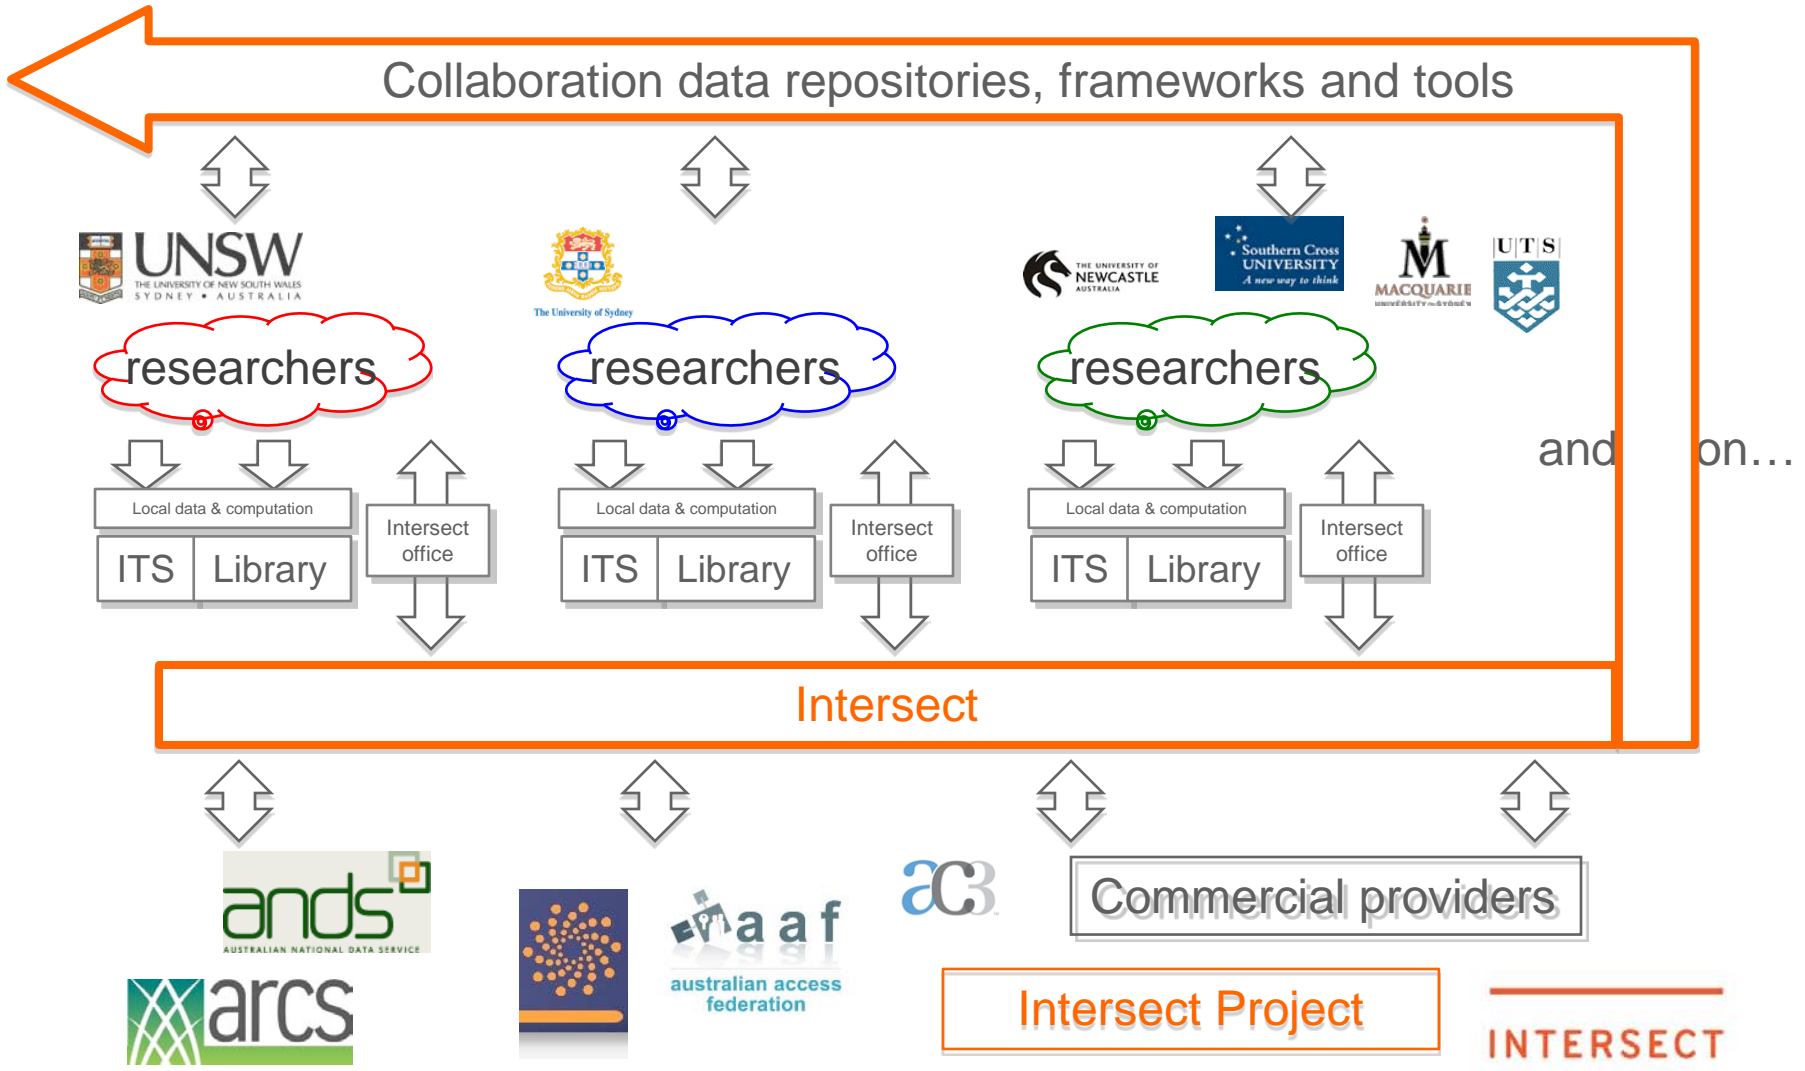 Collaboration data repositories, frameworks and tools
UNSW
THE UNIVERSITY OF NEW SOUTH WALES
SYDNEY • AUSTRALIA
The University of Sydney
THE UNIVERSITY OF
NEWCASTLE
AUSTRALIA
Southern Cross
UNIVERSITY
A new way to think
M
MACQUARIE
UNIVERSITY~SYDNEY
U|T|S
researchers
researchers
researchers
and on...
Local data & computation
ITS Library
Intersect
office
Local data & computation
ITS Library
Intersect
office
Local data & computation
ITS Library
Intersect
office
Intersect
ands
AUSTRALIAN NATIONAL DATA SERVICE
arcs
aaf
australian access
federation
ac3
Commercial providers
Intersect Project
INTERSECT